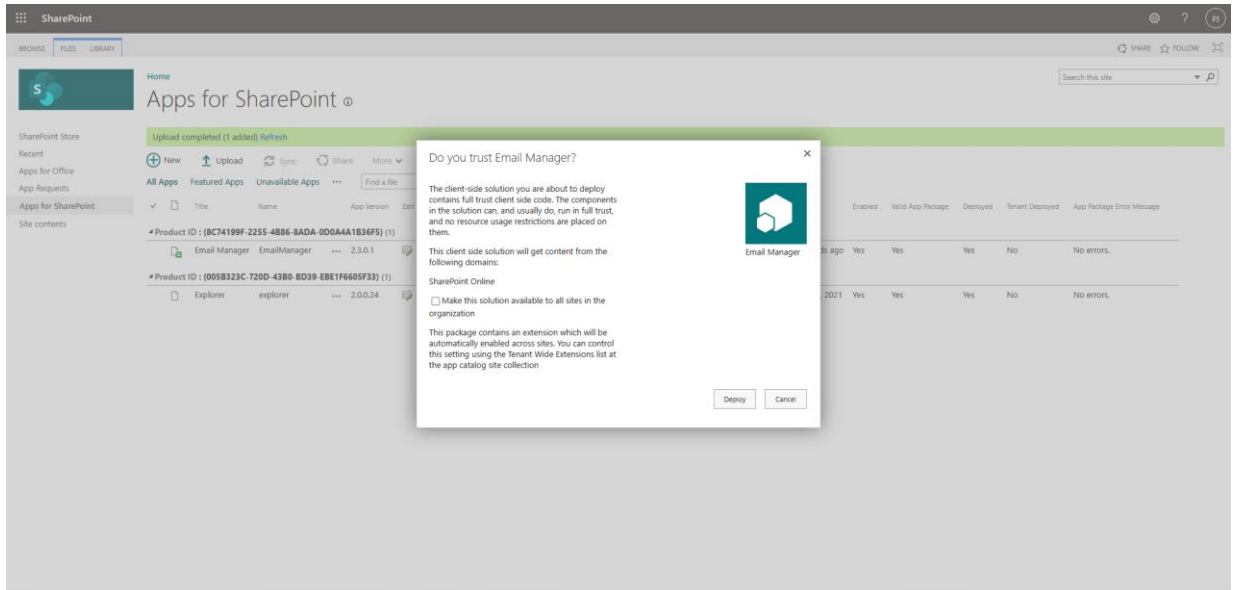 SharePoint
? PJ
BROWSE FILES LIBRARY
SHARE FOLLOW
S
Home
Apps for SharePoint
Search this site
SharePoint Store
Recent
Apps for Office
App Requests
Apps for SharePoint
Site contents
Upload completed (1 added) Refresh
New Upload Sync Share More
All Apps Featured Apps Unavailable Apps ... Find a file
Title Name App Version Edit Enabled Valid App Package Deployed Tenant Deployed App Package Error Message
Product ID : {8C74199F-2255-4B86-8ADA-0D0A4A1B36F5} (1)
Email Manager EmailManager ... 2.3.0.1 ds ago Yes Yes Yes No No errors.
Product ID : {005B323C-720D-43B0-BD39-EBE1F6605F33} (1)
Explorer explorer ... 2.0.0.24 , 2021 Yes Yes Yes No No errors.
Do you trust Email Manager?
The client-side solution you are about to deploy
contains full trust client side code. The components
in the solution can, and usually do, run in full trust,
and no resource usage restrictions are placed on
them.
This client side solution will get content from the
following domains:
SharePoint Online
Make this solution available to all sites in the
organization
This package contains an extension which will be
automatically enabled across sites. You can control
this setting using the Tenant Wide Extensions list at
the app catalog site collection
Email Manager
Deploy Cancel